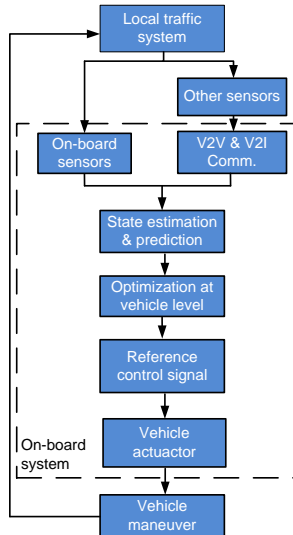 Local traffic
system
Other sensors
On-board
sensors
V2V & V2I
Comm.
State estimation
& prediction
Optimization at
vehicle level
Reference
control signal
Vehicle
actuactor
On-board
system
Vehicle
maneuver